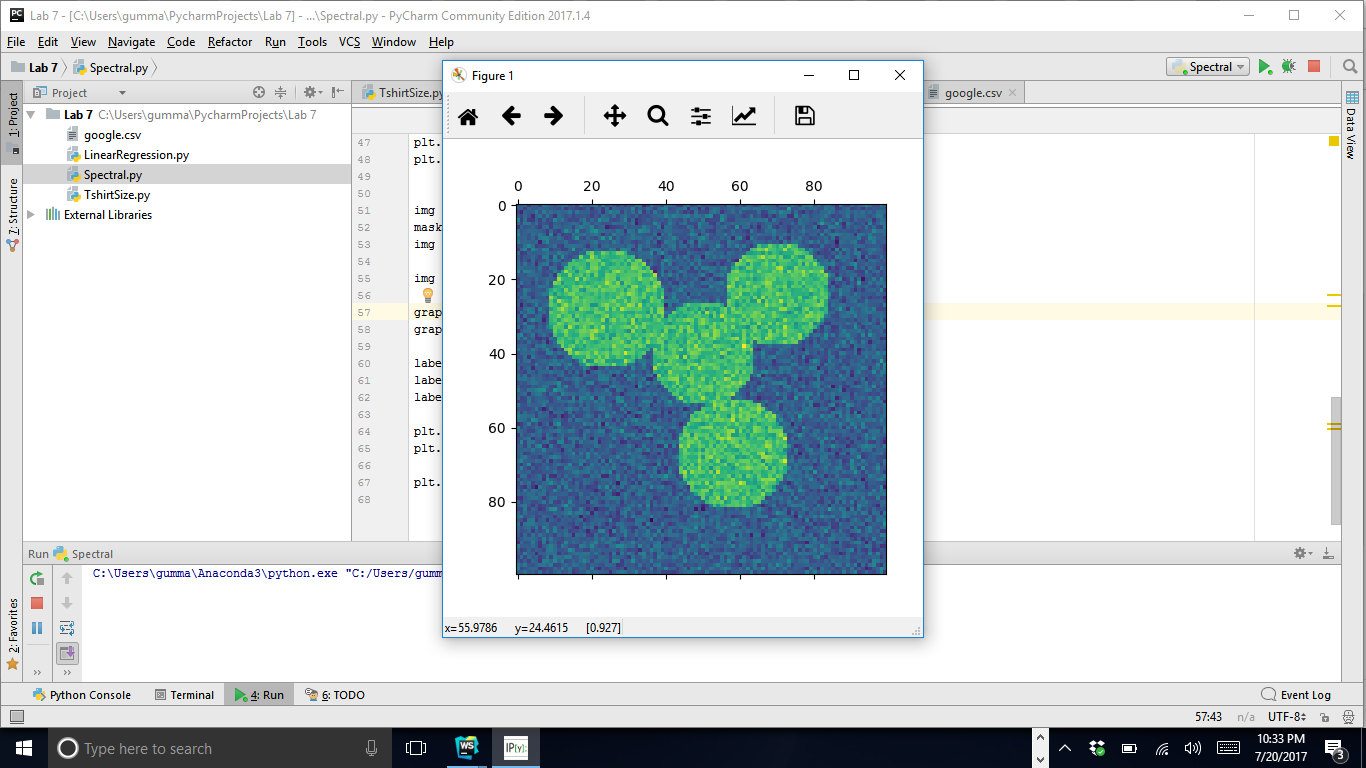 PC Lab 7 - [C:\Users\gumma\PycharmProjects\Lab 7] - ...\Spectral.py - PyCharm Community Edition 2017.1.4
File Edit View Navigate Code Refactor Run Tools VCS Window Help
Lab 7 Spectral.py
Spectral
1: Project
Project
TshirtSize.py
google.csv
Data View
Lab 7 C:\Users\gumma\PycharmProjects\Lab 7
google.csv
LinearRegression.py
Spectral.py
TshirtSize.py
External Libraries
7: Structure
47 plt.
48 plt.
49
50
51 img
52 mask
53 img
54
55 img
56
57 grap
58 grap
59
60 labe
61 labe
62 labe
63
64 plt.
65 plt.
66
67 plt.
68
Figure 1
0 20 40 60 80
0
20
40
60
80
x=55.9786 y=24.4615 [0.927]
Run Spectral
C:\Users\gumma\Anaconda3\python.exe "C:/Users/gumm
2: Favorites
>>
>>
Python Console Terminal 4: Run 6: TODO Event Log
57:43 n/a UTF-8
Type here to search
WS
IP[y]:
10:33 PM
7/20/2017
3